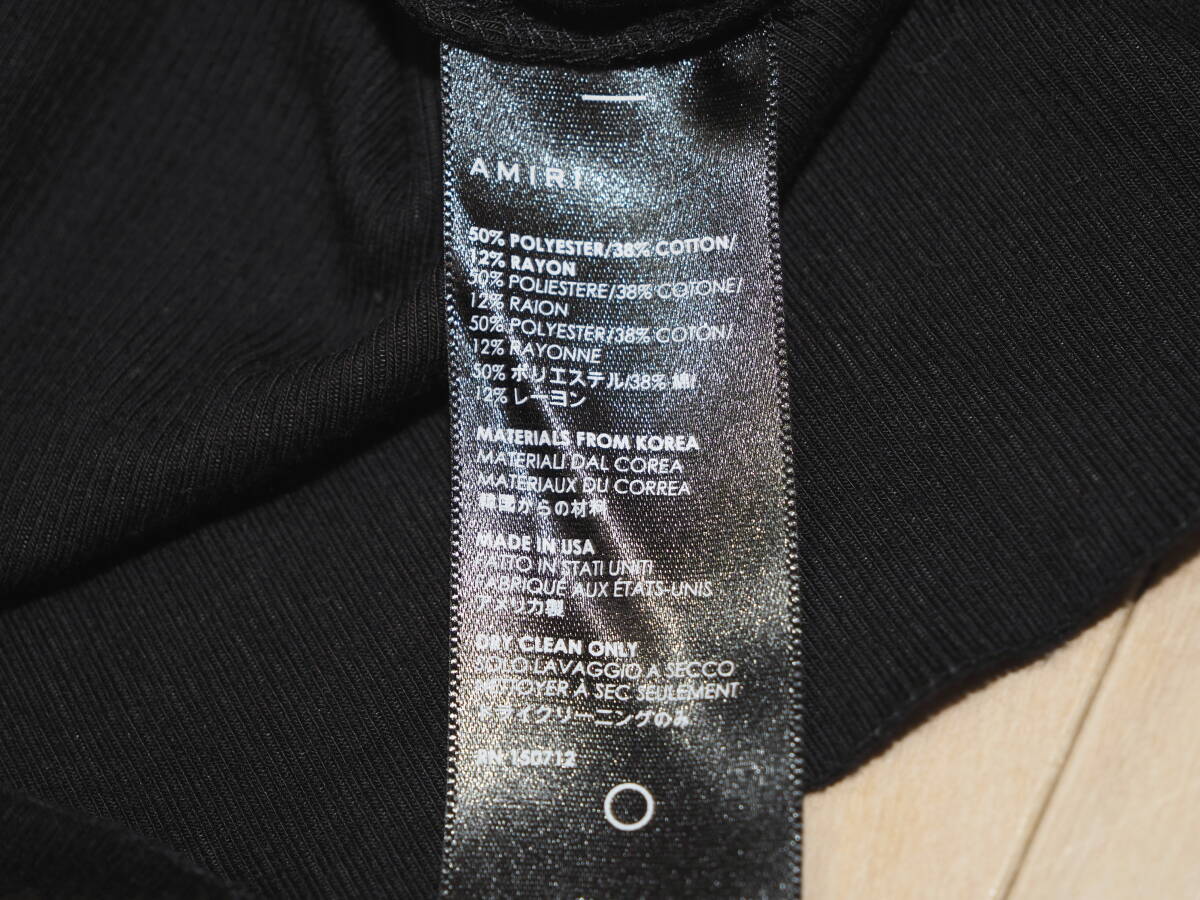 AMIRI
50% POLYESTER/38% COTTON/
12% RAYON
50% POLIESTERE/38% COTONE/
12% RAION
50% POLYESTER/38% COTON/
12% RAYONNE
50% ポリエステル/38% 綿/
12% レーヨン
MATERIALS FROM KOREA
MATERIALI DAL COREA
MATERIAUX DU CORREA
韓国からの材料
MADE IN USA
FATTO IN STATI UNITI
FABRIQUE AUX ÉTATS-UNIS
アメリカ製
DRY CLEAN ONLY
SOLO LAVAGGIO A SECCO
NETTOYER À SEC SEULEMENT
ドライクリーニングのみ
RN 150712